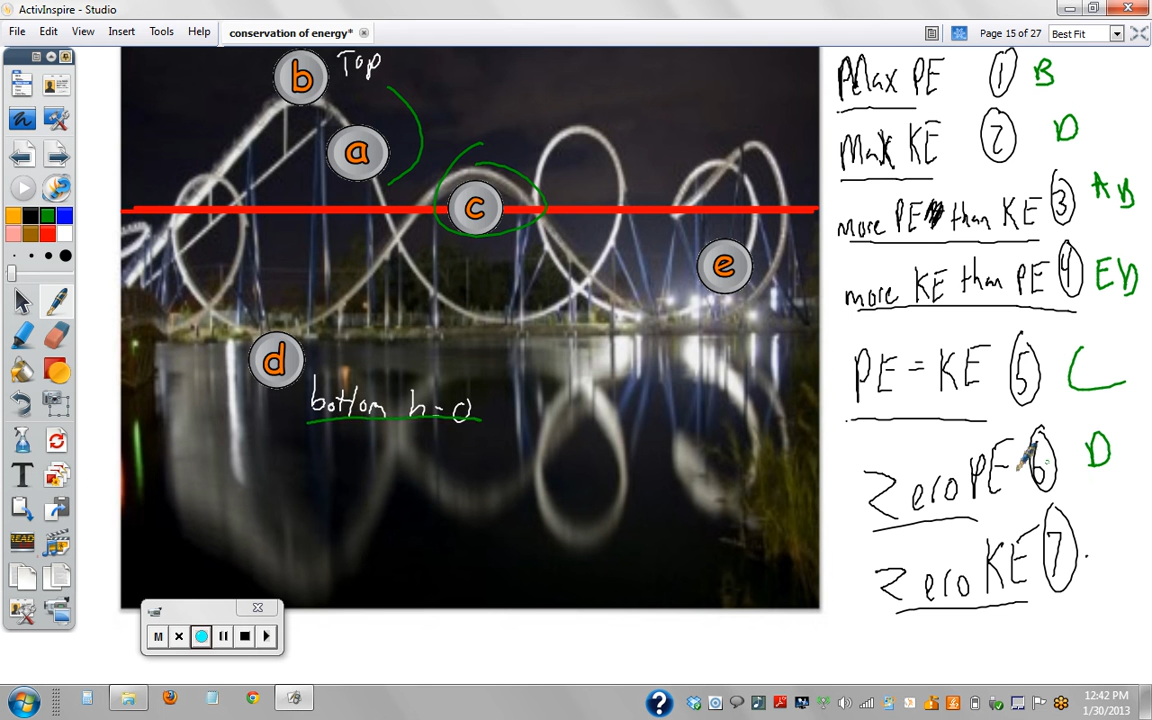 ActivInspire - Studio
File Edit View Insert Tools Help
conservation of energy*
Page 15 of 27
Best Fit
b Top
a
c
e
d
bottom h=0
Max PE 1 B
Max KE 2 D
more PE than KE 3 A B
more KE than PE 4 E D
PE = KE 5 C
Zero PE 6 D
Zero KE 7
T
READ
M
12:42 PM
1/30/2013